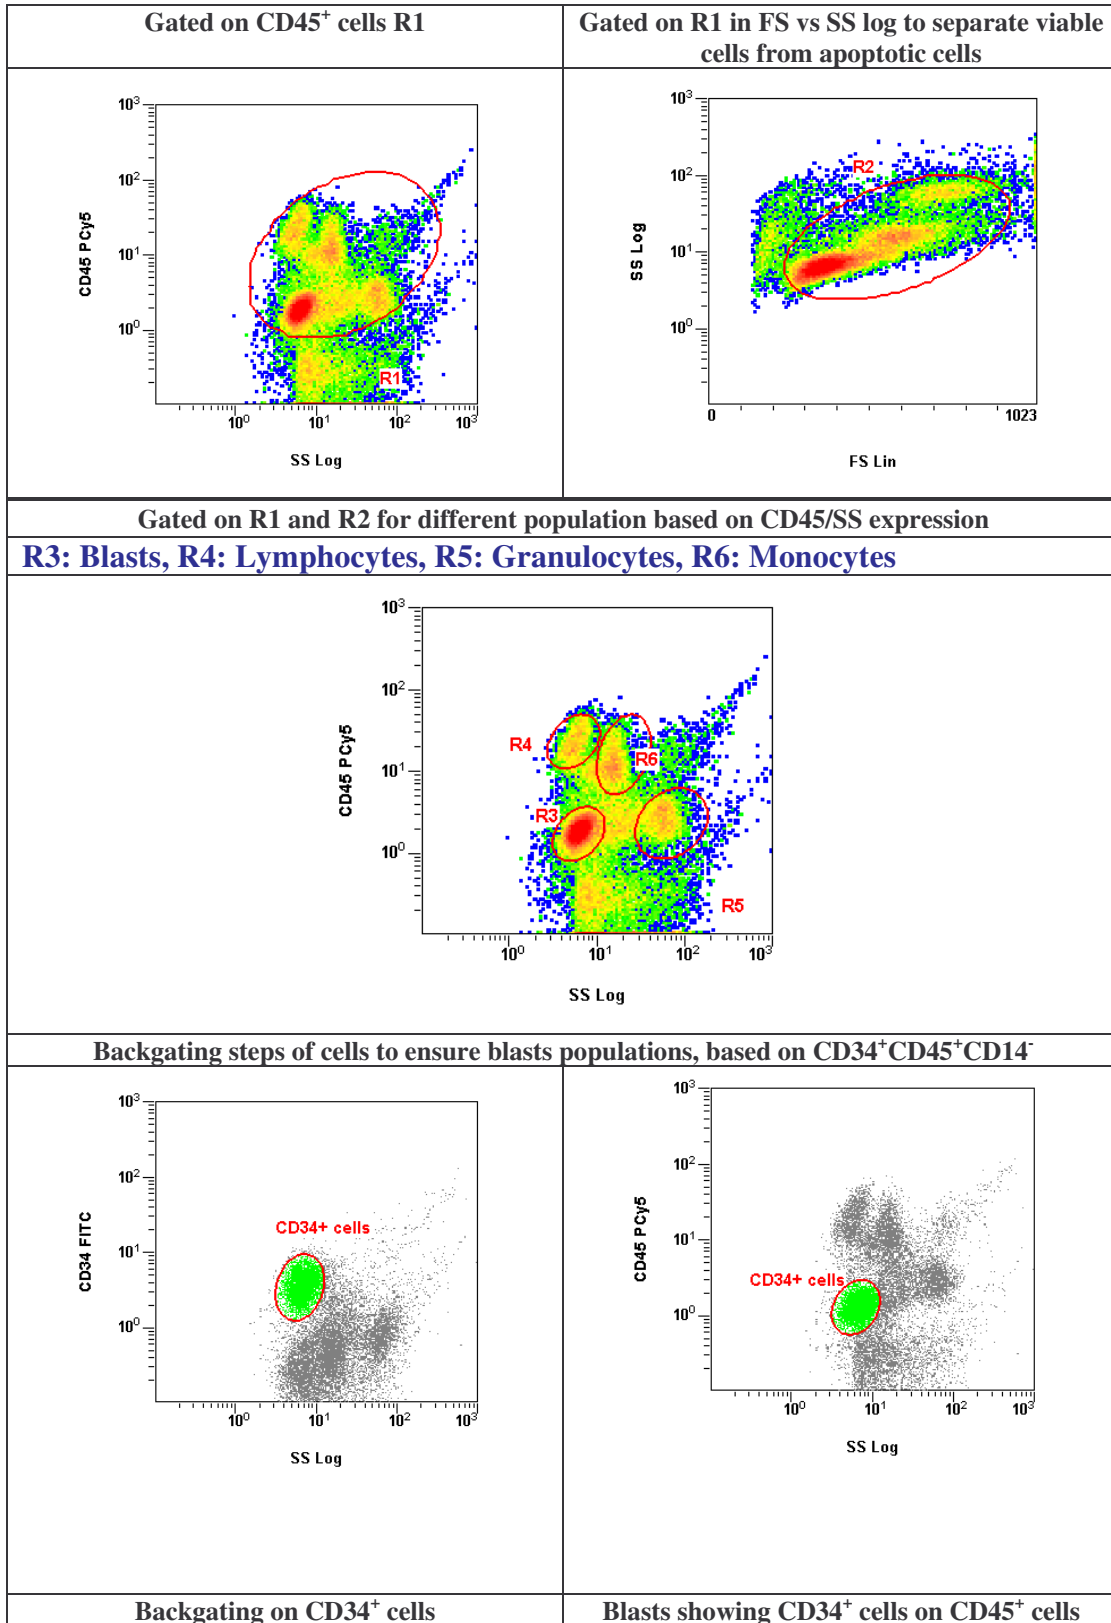 Gated on CD45⁺ cells R1
Gated on R1 in FS vs SS log to separate viable
cells from apoptotic cells
10³
10²
10¹
10⁰
CD45 PCy5
R1
10⁰ 10¹ 10² 10³
SS Log
10³
10²
10¹
10⁰
SS Log
R2
0 1023
FS Lin
Gated on R1 and R2 for different population based on CD45/SS expression
R3: Blasts, R4: Lymphocytes, R5: Granulocytes, R6: Monocytes
10³
10²
10¹
10⁰
CD45 PCy5
R4
R6
R3
R5
10⁰ 10¹ 10² 10³
SS Log
Backgating steps of cells to ensure blasts populations, based on CD34⁺CD45⁺CD14⁻
10³
10²
10¹
10⁰
CD34 FITC
CD34+ cells
10⁰ 10¹ 10² 10³
SS Log
10³
10²
10¹
10⁰
CD45 PCy5
CD34+ cells
10⁰ 10¹ 10² 10³
SS Log
Backgating on CD34⁺ cells
Blasts showing CD34⁺ cells on CD45⁺ cells